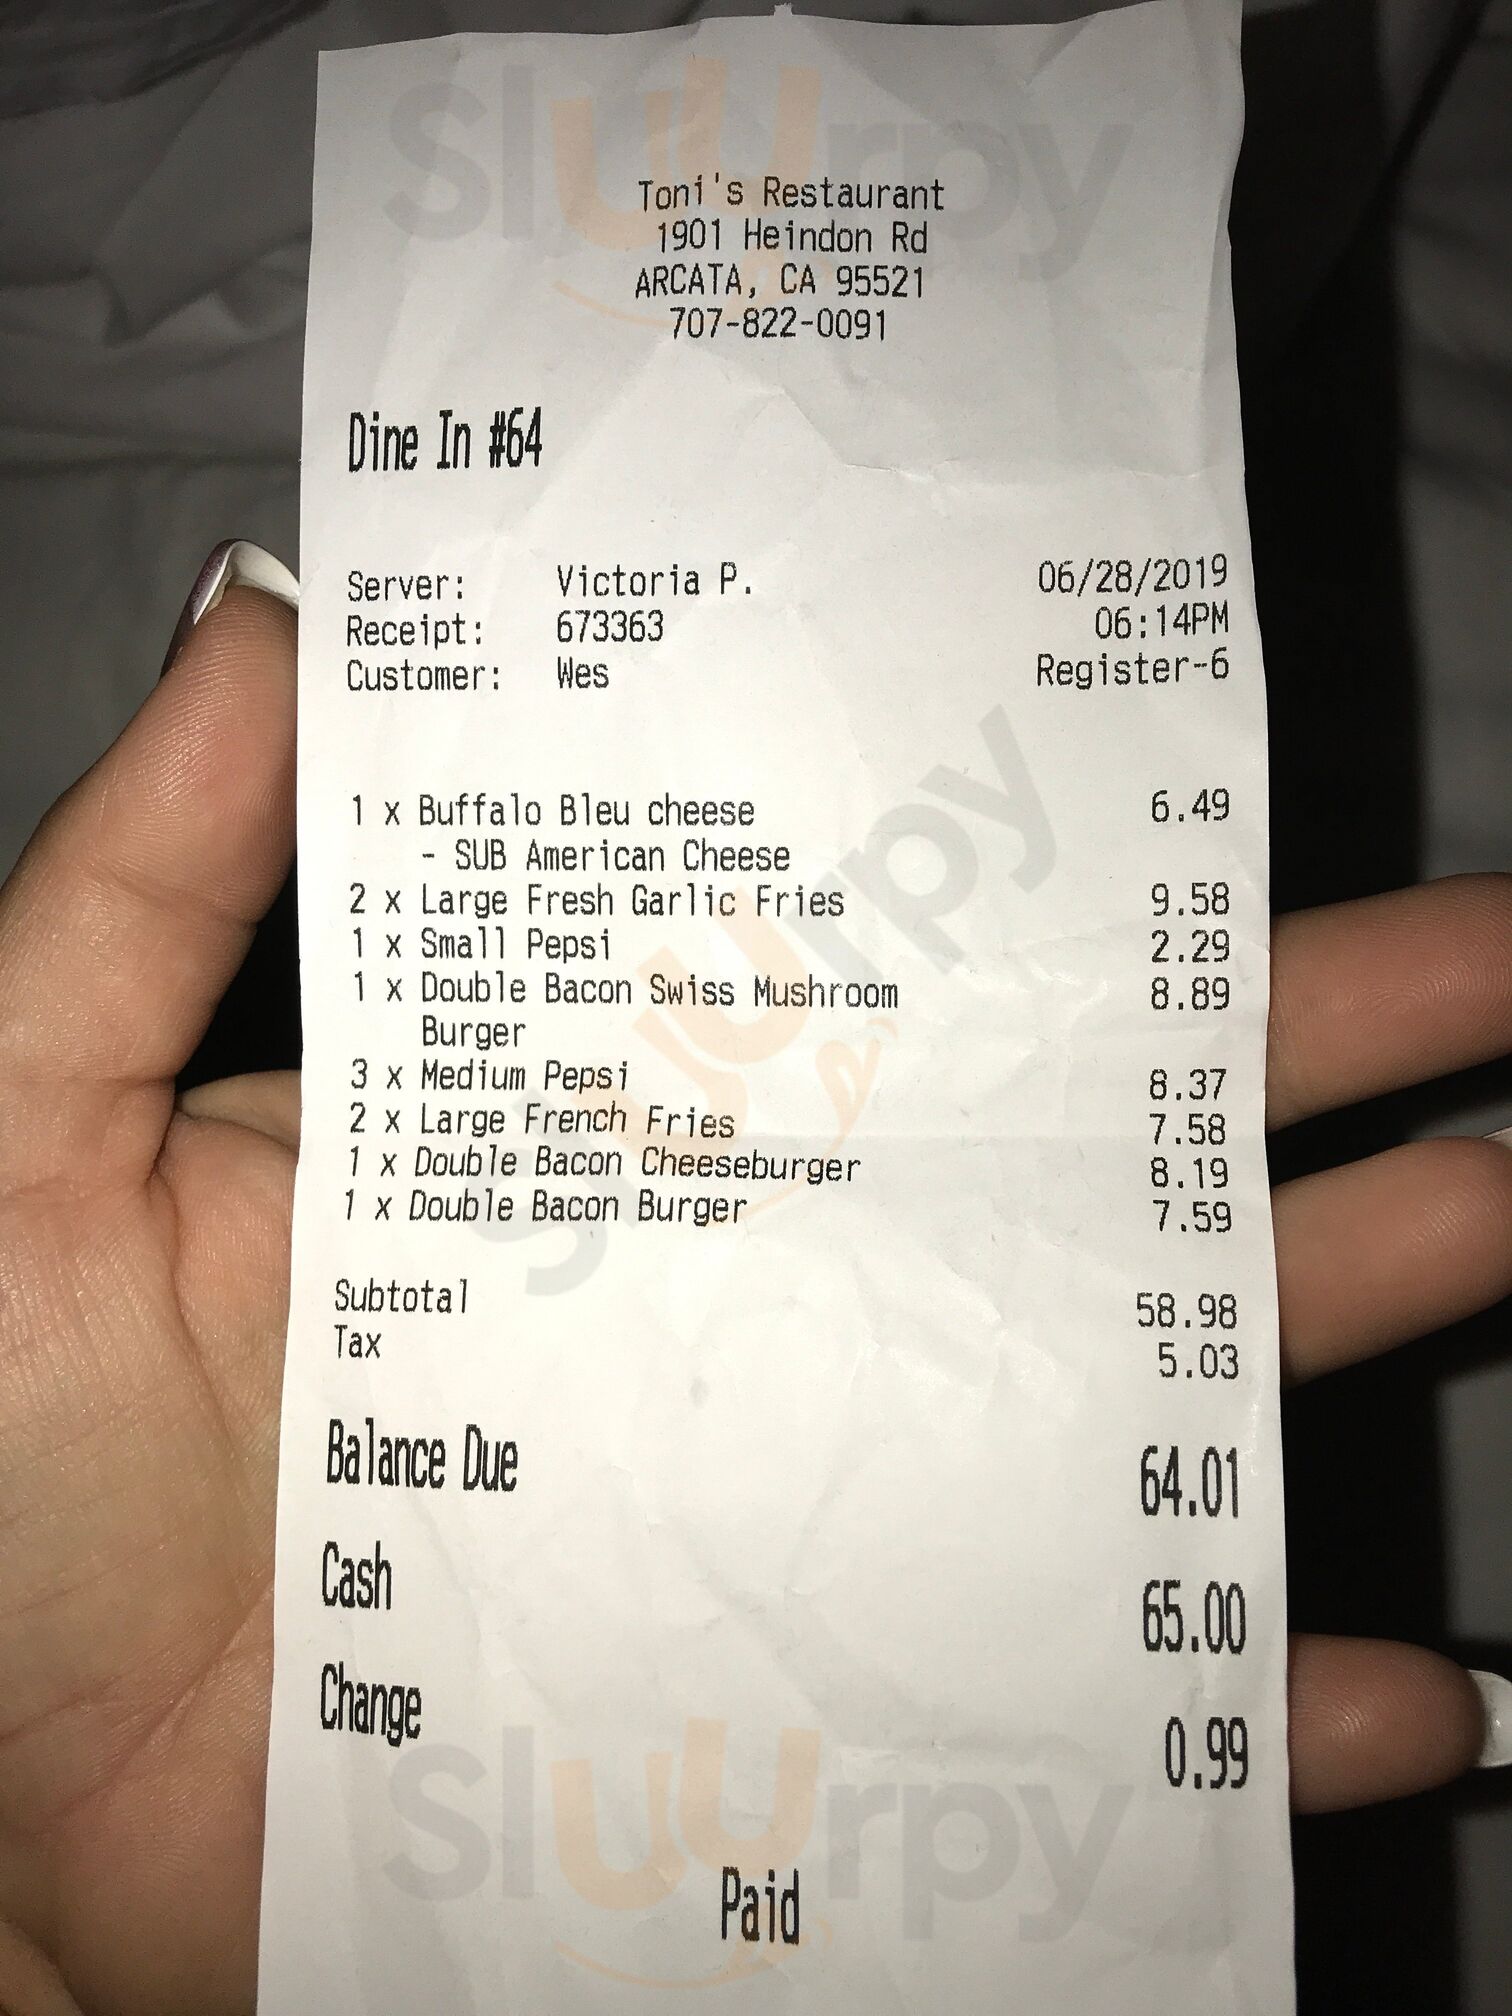 Sluurpy
Toni's Restaurant
1901 Heindon Rd
ARCATA, CA 95521
707-822-0091
Dine In #64
Server: Victoria P. 06/28/2019
Receipt: 673363 06:14PM
Customer: Wes Register-6
1 x Buffalo Bleu cheese 6.49
- SUB American Cheese
2 x Large Fresh Garlic Fries 9.58
1 x Small Pepsi 2.29
1 x Double Bacon Swiss Mushroom 8.89
Burger
3 x Medium Pepsi 8.37
2 x Large French Fries 7.58
1 x Double Bacon Cheeseburger 8.19
1 x Double Bacon Burger 7.59
Sluurpy
Subtotal 58.98
Tax 5.03
Balance Due 64.01
Cash 65.00
Change 0.99
Sluurpy
Paid